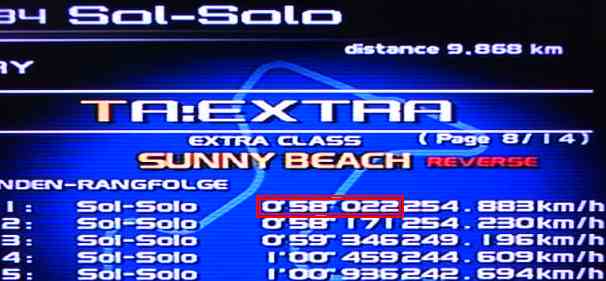 34 Sol-Solo
distance 9.868 km
RY
TA:EXTRA
EXTRA CLASS (Page 8/14)
SUNNY BEACH REVERSE
NDEN-RANGFOLGE
1: Sol-Solo 0'58"022 254.883km/h
2: Sol-Solo 0'58"171 254.230km/h
3: Sol-Solo 0'59"346 249.196km/h
4: Sol-Solo 1'00"459 244.609km/h
5: Sol-Solo 1'00"936 242.694km/h